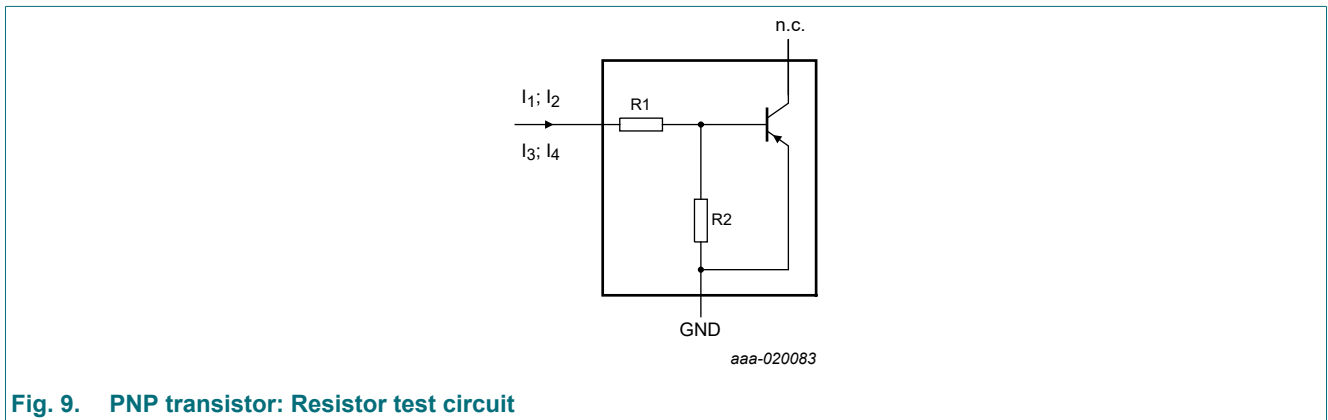 n.c.
I1; I2
R1
I3; I4
R2
GND
aaa-020083
Fig. 9. PNP transistor: Resistor test circuit